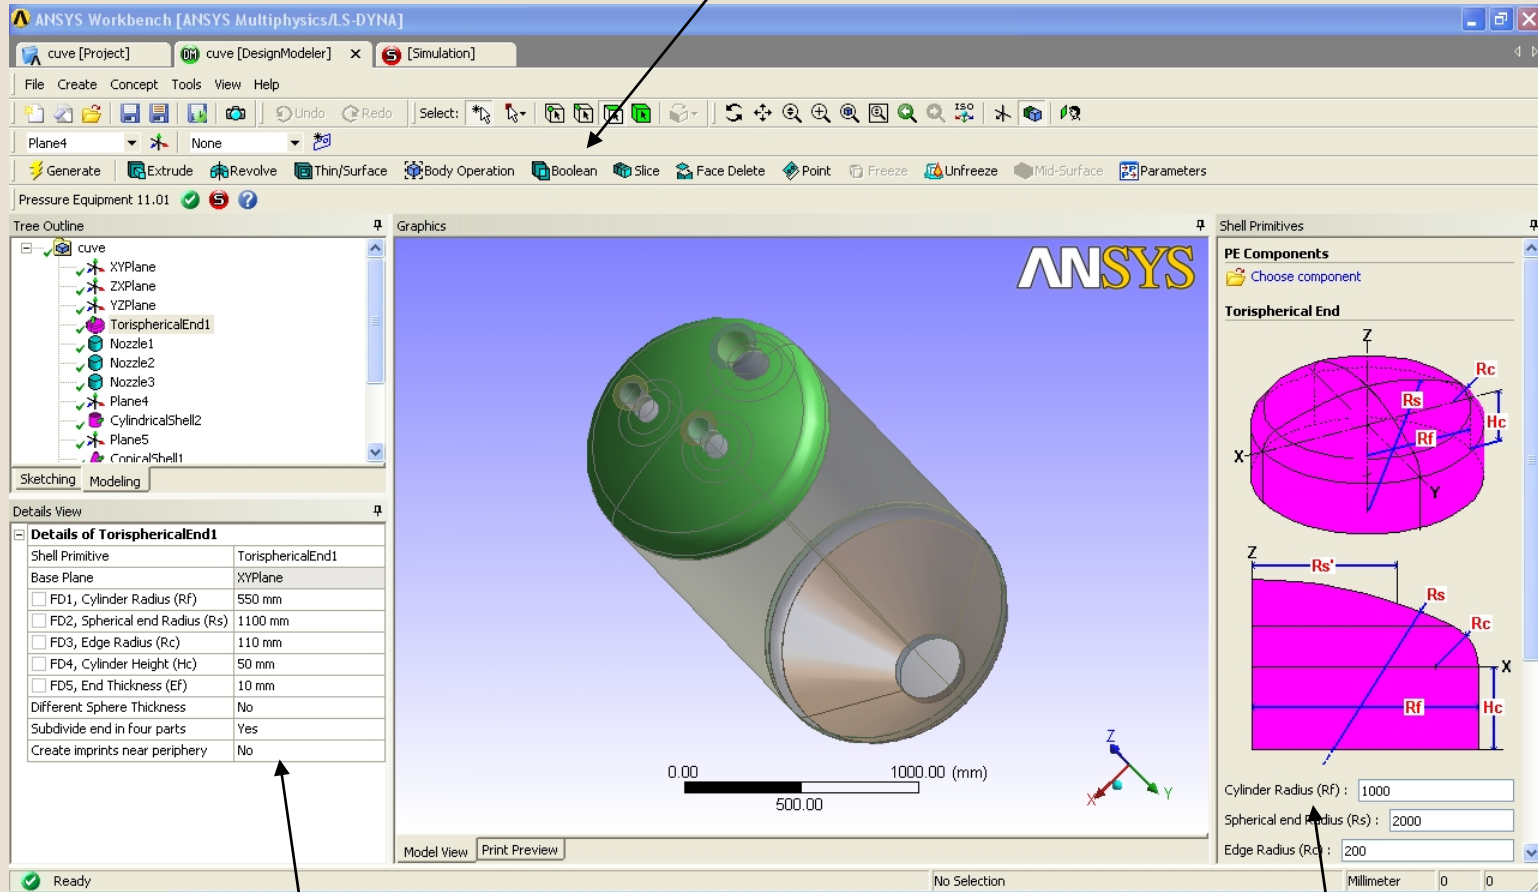 ANSYS Workbench [ANSYS Multiphysics/LS-DYNA]
cuve [Project] cuve [DesignModeler] [Simulation]
File Create Concept Tools View Help
Undo Redo Select: ISO
Plane4 None
Generate Extrude Revolve Thin/Surface Body Operation Boolean Slice Face Delete Point Freeze Unfreeze Mid-Surface Parameters
Pressure Equipment 11.01
Tree Outline
cuve
XYPlane
ZXPlane
YZPlane
TorisphericalEnd1
Nozzle1
Nozzle2
Nozzle3
Plane4
CylindricalShell2
Plane5
ConicalShell1
Sketching Modeling
Details View
Details of TorisphericalEnd1
Shell Primitive TorisphericalEnd1
Base Plane XYPlane
FD1, Cylinder Radius (Rf) 550 mm
FD2, Spherical end Radius (Rs) 1100 mm
FD3, Edge Radius (Rc) 110 mm
FD4, Cylinder Height (Hc) 50 mm
FD5, End Thickness (Ef) 10 mm
Different Sphere Thickness No
Subdivide end in four parts Yes
Create imprints near periphery No
Graphics
ANSYS
0.00 1000.00 (mm)
500.00
Z
X Y
Model View Print Preview
Shell Primitives
PE Components
Choose component
Torispherical End
Z
Rc
Rs
Hc
Rf
X
Y
Z
Rs'
Rs
Rc
X
Rf Hc
Cylinder Radius (Rf) : 1000
Spherical end Radius (Rs) : 2000
Edge Radius (Rc) : 200
Ready No Selection Millimeter 0 0